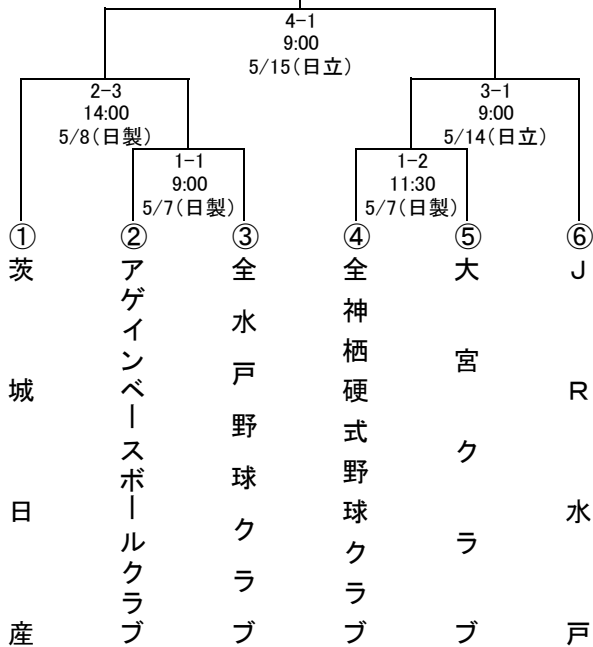 4-1
9:00
5/15(日立)
2-3
14:00
5/8(日製)
3-1
9:00
5/14(日立)
1-1
9:00
5/7(日製)
1-2
11:30
5/7(日製)
①
茨城日産
②
アゲインベースボールクラブ
③
全水戸野球クラブ
④
全神栖硬式野球クラブ
⑤
大宮クラブ
⑥
JR水戸